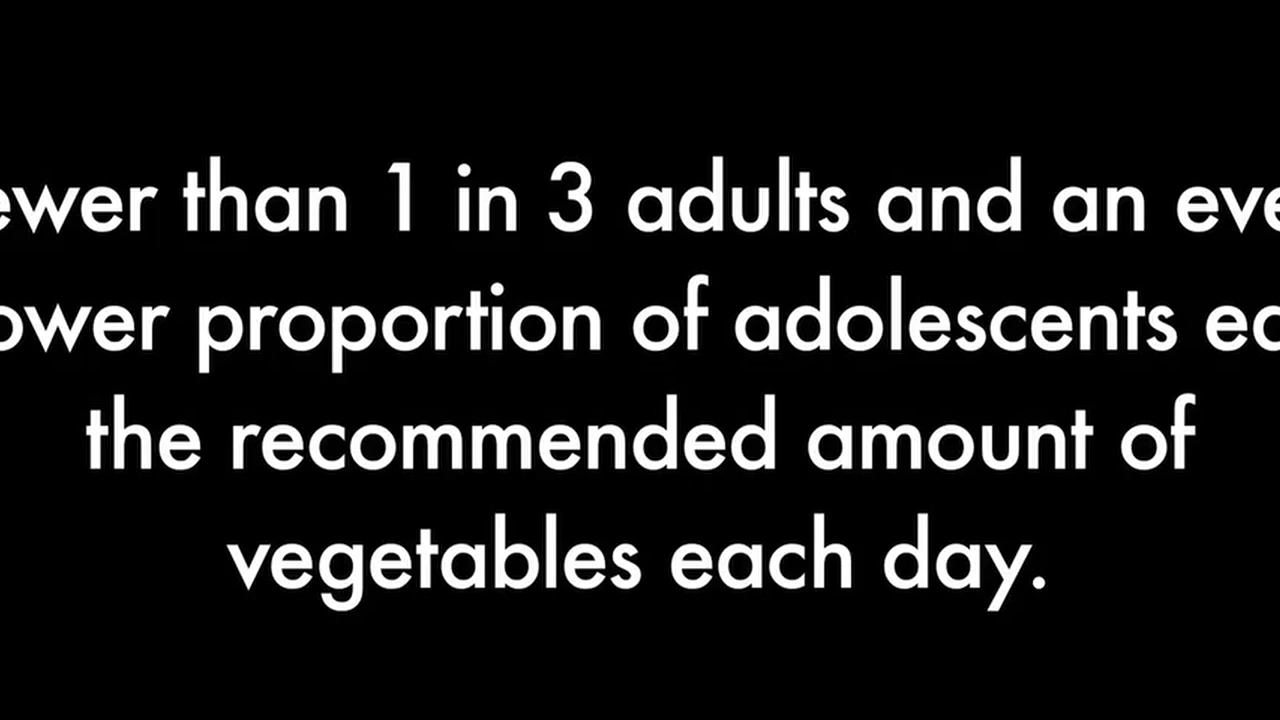 ewer than 1 in 3 adults and an eve
ower proportion of adolescents ea
the recommended amount of
vegetables each day.